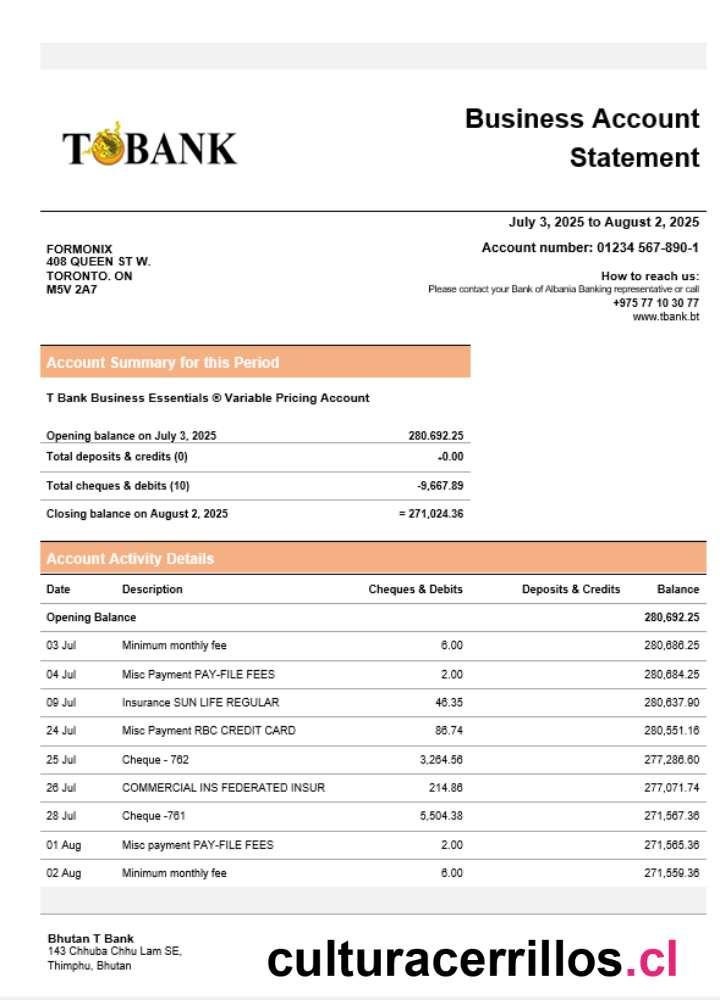 T BANK
Business Account
Statement
July 3, 2025 to August 2, 2025
FORMONIX
408 QUEEN ST W.
TORONTO. ON
M5V 2A7
Account number: 01234 567-890-1
How to reach us:
Please contact your Bank of Albania Banking representative or call
+975 77 10 30 77
www.tbank.bt
Account Summary for this Period
T Bank Business Essentials ® Variable Pricing Account
Opening balance on July 3, 2025 280.692.25
Total deposits & credits (0) -0.00
Total cheques & debits (10) -9,667.89
Closing balance on August 2, 2025 = 271,024.36
Account Activity Details
Date Description Cheques & Debits Deposits & Credits Balance
Opening Balance 280,692.25
03 Jul Minimum monthly fee 6.00 280,686.25
04 Jul Misc Payment PAY-FILE FEES 2.00 280,684.25
09 Jul Insurance SUN LIFE REGULAR 46.35 280,637.90
24 Jul Misc Payment RBC CREDIT CARD 86.74 280,551.16
25 Jul Cheque - 762 3,264.56 277,286.60
26 Jul COMMERCIAL INS FEDERATED INSUR 214.86 277,071.74
28 Jul Cheque -761 5,504.38 271,567.36
01 Aug Misc payment PAY-FILE FEES 2.00 271,565.36
02 Aug Minimum monthly fee 6.00 271,559.36
Bhutan T Bank
143 Chhuba Chhu Lam SE,
Thimphu, Bhutan
culturacerrillos.cl